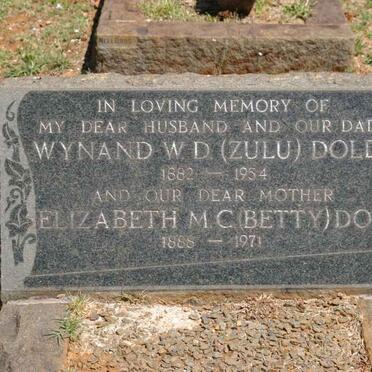 IN LOVING MEMORY OF
MY DEAR HUSBAND AND OUR DAD
WYNAND W.D. (ZULU) DOLD
1882 — 1954
AND OUR DEAR MOTHER
ELIZABETH M.C. (BETTY) DO
1888 — 1971